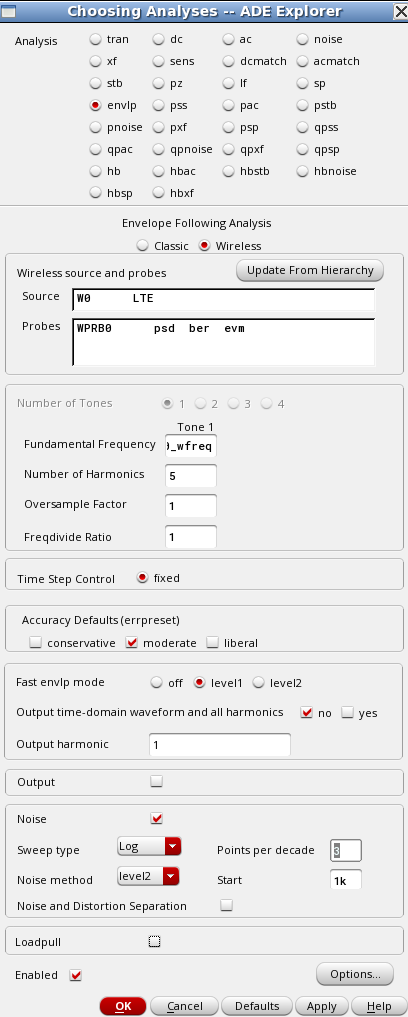 Choosing Analyses -- ADE Explorer
Analysis tran dc ac noise
xf sens dcmatch acmatch
stb pz lf sp
envlp pss pac pstb
pnoise pxf psp qpss
qpac qpnoise qpxf qpsp
hb hbac hbstb hbnoise
hbsp hbxf
Envelope Following Analysis
Classic Wireless
Wireless source and probes Update From Hierarchy
Source W0 LTE
Probes WPRB0 psd ber evm
Number of Tones 1 2 3 4
Tone 1
Fundamental Frequency _wfreq
Number of Harmonics 5
Oversample Factor 1
Freqdivide Ratio 1
Time Step Control fixed
Accuracy Defaults (errpreset)
conservative moderate liberal
Fast envlp mode off level1 level2
Output time-domain waveform and all harmonics no yes
Output harmonic 1
Output
Noise
Sweep type Log Points per decade 3
Noise method level2 Start 1k
Noise and Distortion Separation
Loadpull
Enabled Options...
OK Cancel Defaults Apply Help